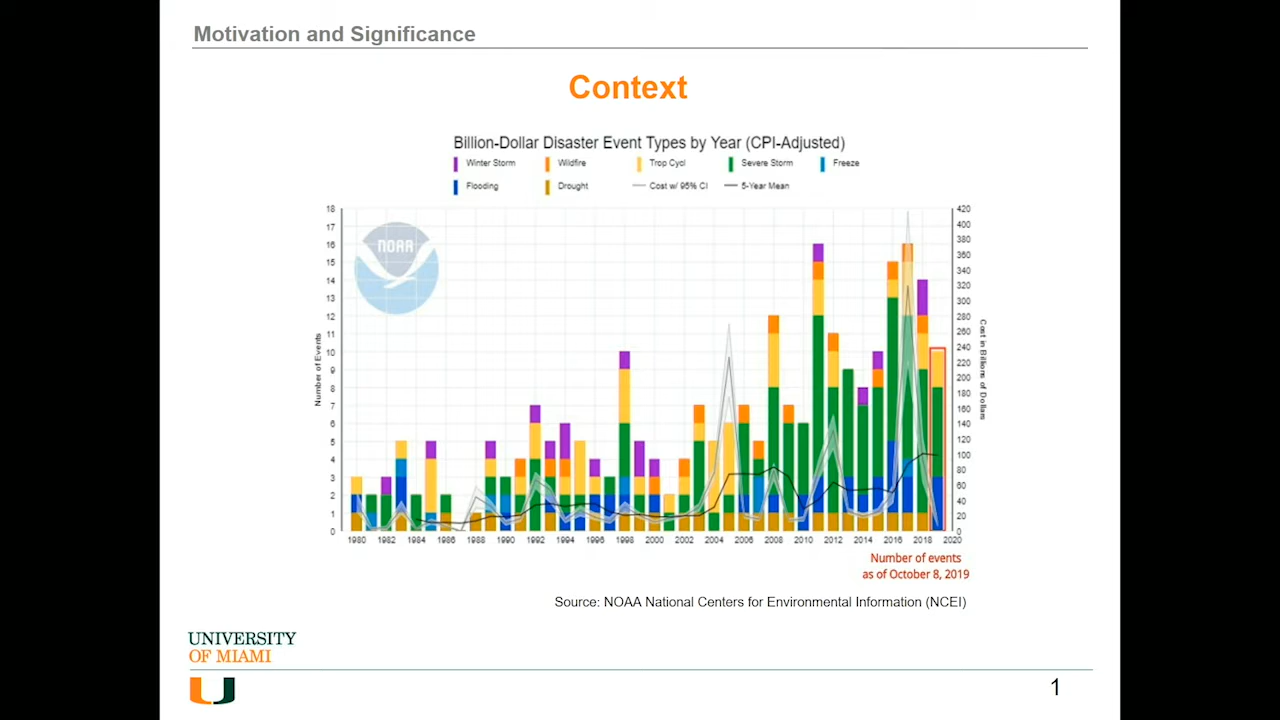 Motivation and Significance
Context
Billion-Dollar Disaster Event Types by Year (CPI-Adjusted)
Winter Storm Wildfire Trop Cycl Severe Storm Freeze
Flooding Drought Cost w/ 95% CI 5-Year Mean
NOAA
Number of Events
18
17
16
15
14
13
12
11
10
9
8
7
6
5
4
3
2
1
0
420
400
380
360
340
320
300
280
260
240
220
200
180
160
140
120
100
80
60
40
20
0
Cost in Billions of Dollars
1980 1982 1984 1986 1988 1990 1992 1994 1996 1998 2000 2002 2004 2006 2008 2010 2012 2014 2016 2018 2020
Number of events
as of October 8, 2019
Source: NOAA National Centers for Environmental Information (NCEI)
UNIVERSITY
OF MIAMI
U
1